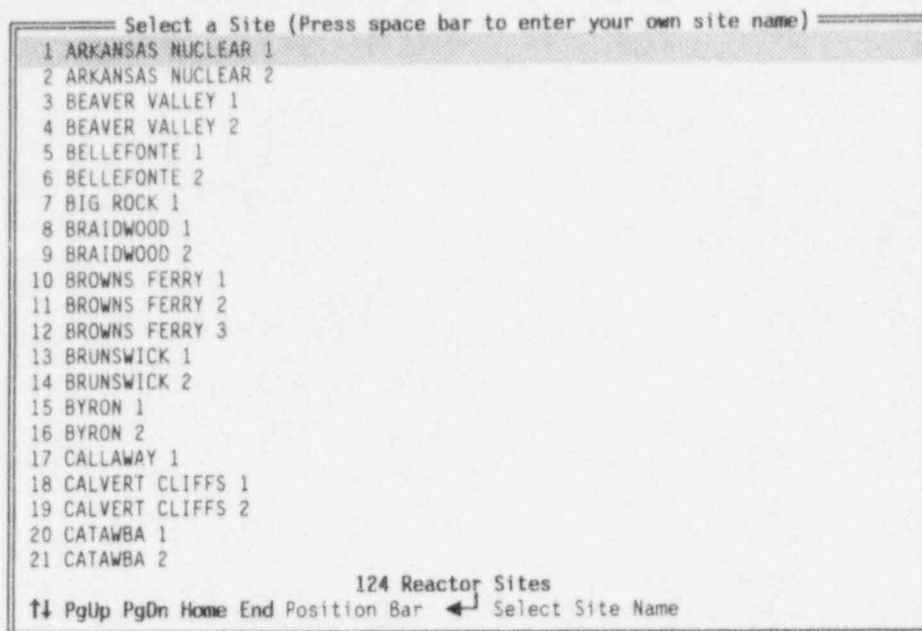 Select a Site (Press space bar to enter your own site name)
1 ARKANSAS NUCLEAR 1
2 ARKANSAS NUCLEAR 2
3 BEAVER VALLEY 1
4 BEAVER VALLEY 2
5 BELLEFONTE 1
6 BELLEFONTE 2
7 BIG ROCK 1
8 BRAIDWOOD 1
9 BRAIDWOOD 2
10 BROWNS FERRY 1
11 BROWNS FERRY 2
12 BROWNS FERRY 3
13 BRUNSWICK 1
14 BRUNSWICK 2
15 BYRON 1
16 BYRON 2
17 CALLAWAY 1
18 CALVERT CLIFFS 1
19 CALVERT CLIFFS 2
20 CATAWBA 1
21 CATAWBA 2
124 Reactor Sites
↑↓ PgUp PgDn Home End Position Bar ◄┘ Select Site Name